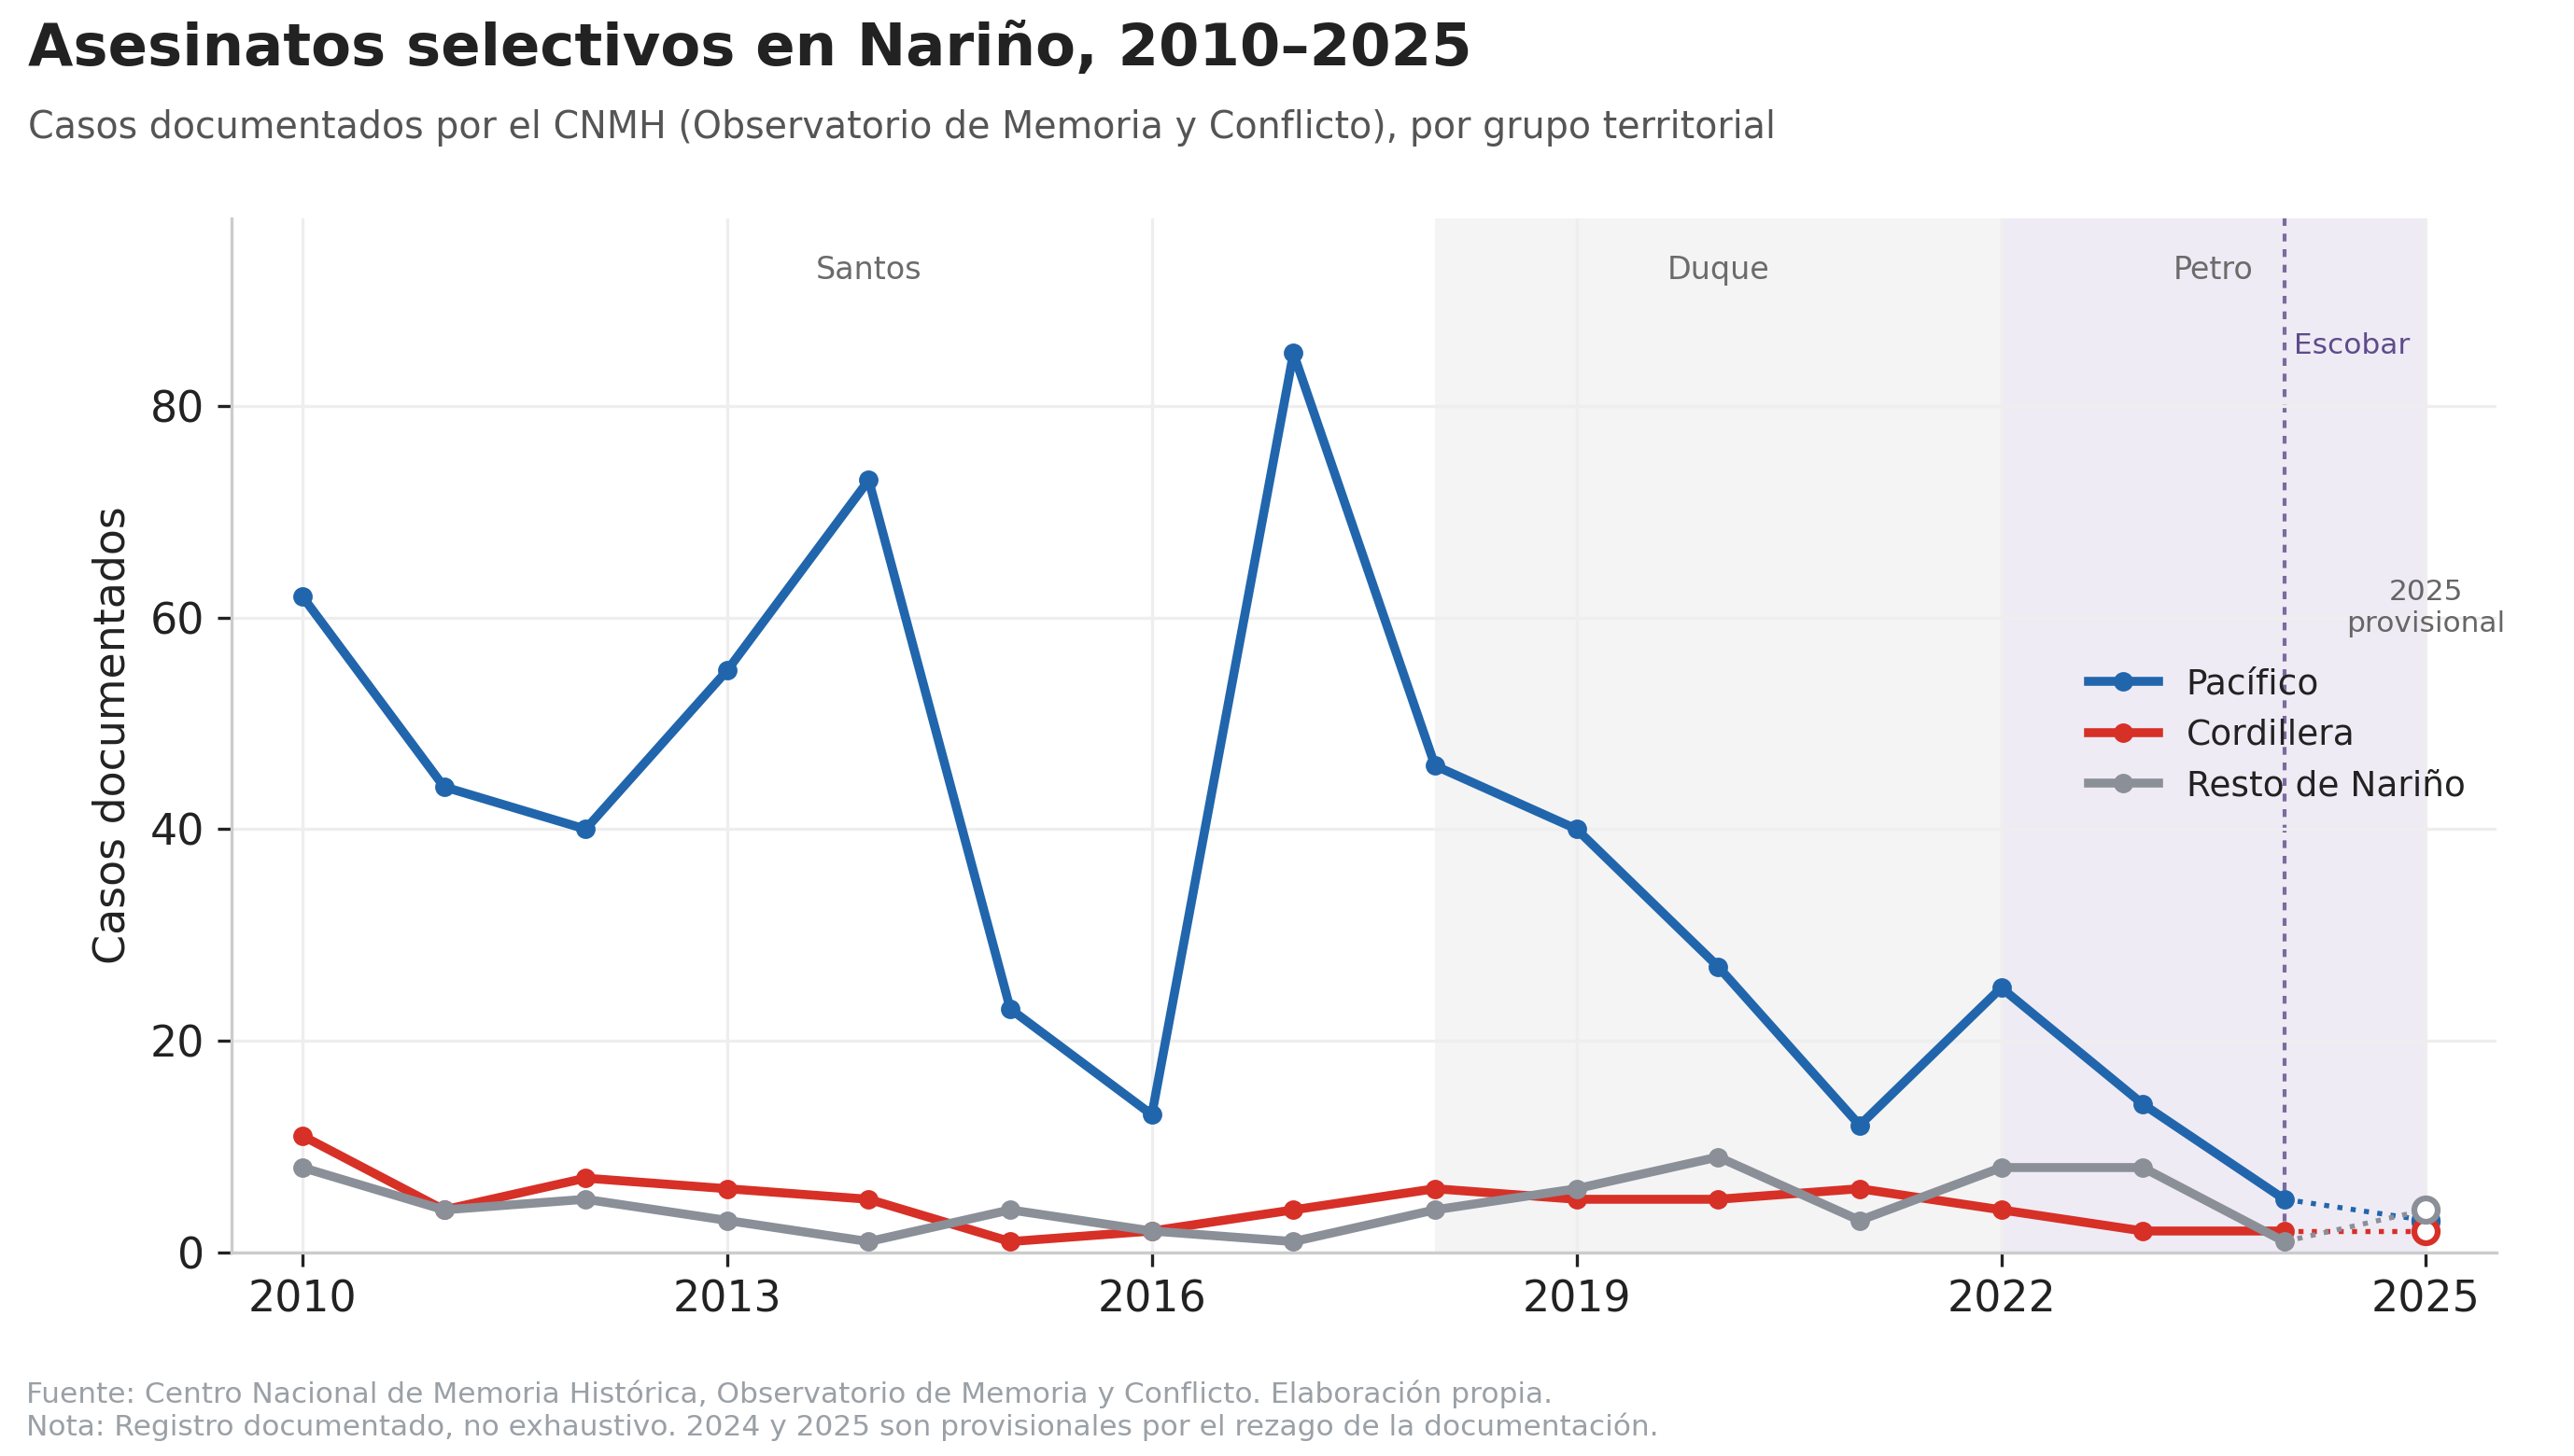 Asesinatos selectivos en Nariño, 2010–2025
Casos documentados por el CNMH (Observatorio de Memoria y Conflicto), por grupo territorial
Santos
Duque
Petro
Escobar
2025
provisional
Pacífico
Cordillera
Resto de Nariño
Casos documentados
80
60
40
20
0
2010
2013
2016
2019
2022
2025
Fuente: Centro Nacional de Memoria Histórica, Observatorio de Memoria y Conflicto. Elaboración propia.
Nota: Registro documentado, no exhaustivo. 2024 y 2025 son provisionales por el rezago de la documentación.